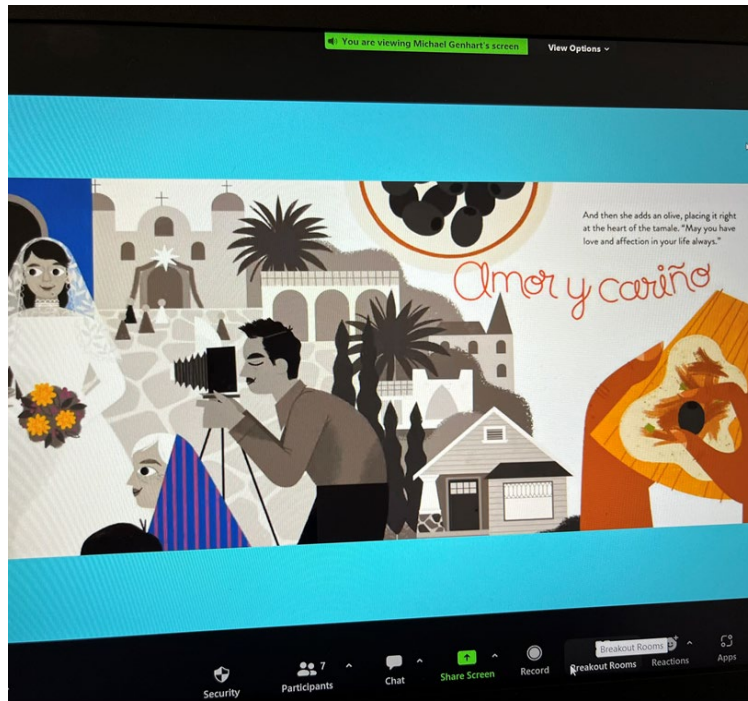 You are viewing Michael Genhart's screen
View Options
And then she adds an olive, placing it right
at the heart of the tamale. "May you have
love and affection in your life always."
Amor y cariño
Security
Participants
7
Chat
Share Screen
Record
Breakout Rooms
Breakout Rooms
Reactions
Apps